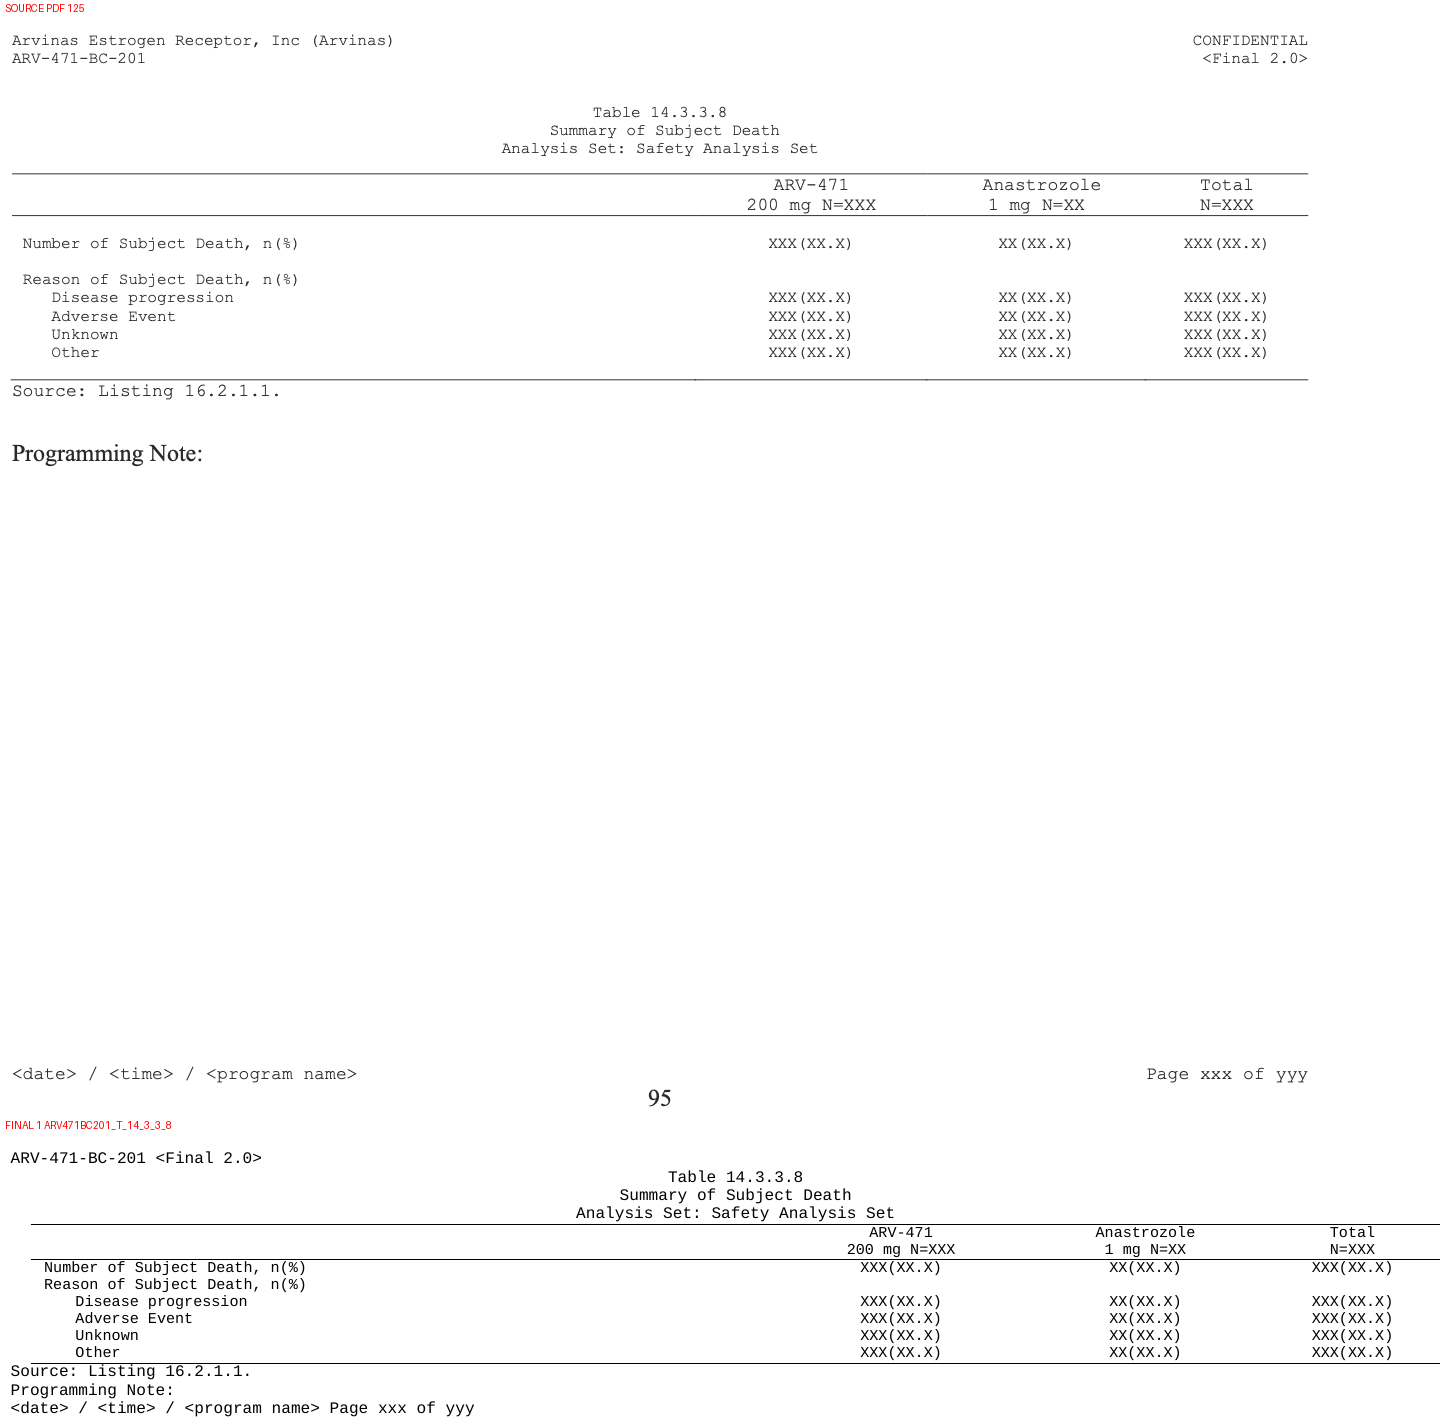 SOURCE PDF 125
Arvinas Estrogen Receptor, Inc (Arvinas) CONFIDENTIAL
ARV-471-BC-201 <Final 2.0>
Table 14.3.3.8
Summary of Subject Death
Analysis Set: Safety Analysis Set
ARV-471 Anastrozole Total
200 mg N=XXX 1 mg N=XX N=XXX
Number of Subject Death, n(%) XXX(XX.X) XX(XX.X) XXX(XX.X)
Reason of Subject Death, n(%)
Disease progression XXX(XX.X) XX(XX.X) XXX(XX.X)
Adverse Event XXX(XX.X) XX(XX.X) XXX(XX.X)
Unknown XXX(XX.X) XX(XX.X) XXX(XX.X)
Other XXX(XX.X) XX(XX.X) XXX(XX.X)
Source: Listing 16.2.1.1.
Programming Note:
<date> / <time> / <program name> Page xxx of yyy
95
FINAL 1 ARV471BC201_T_14_3_3_8
ARV-471-BC-201 <Final 2.0>
Table 14.3.3.8
Summary of Subject Death
Analysis Set: Safety Analysis Set
ARV-471 Anastrozole Total
200 mg N=XXX 1 mg N=XX N=XXX
Number of Subject Death, n(%) XXX(XX.X) XX(XX.X) XXX(XX.X)
Reason of Subject Death, n(%)
Disease progression XXX(XX.X) XX(XX.X) XXX(XX.X)
Adverse Event XXX(XX.X) XX(XX.X) XXX(XX.X)
Unknown XXX(XX.X) XX(XX.X) XXX(XX.X)
Other XXX(XX.X) XX(XX.X) XXX(XX.X)
Source: Listing 16.2.1.1.
Programming Note:
<date> / <time> / <program name> Page xxx of yyy